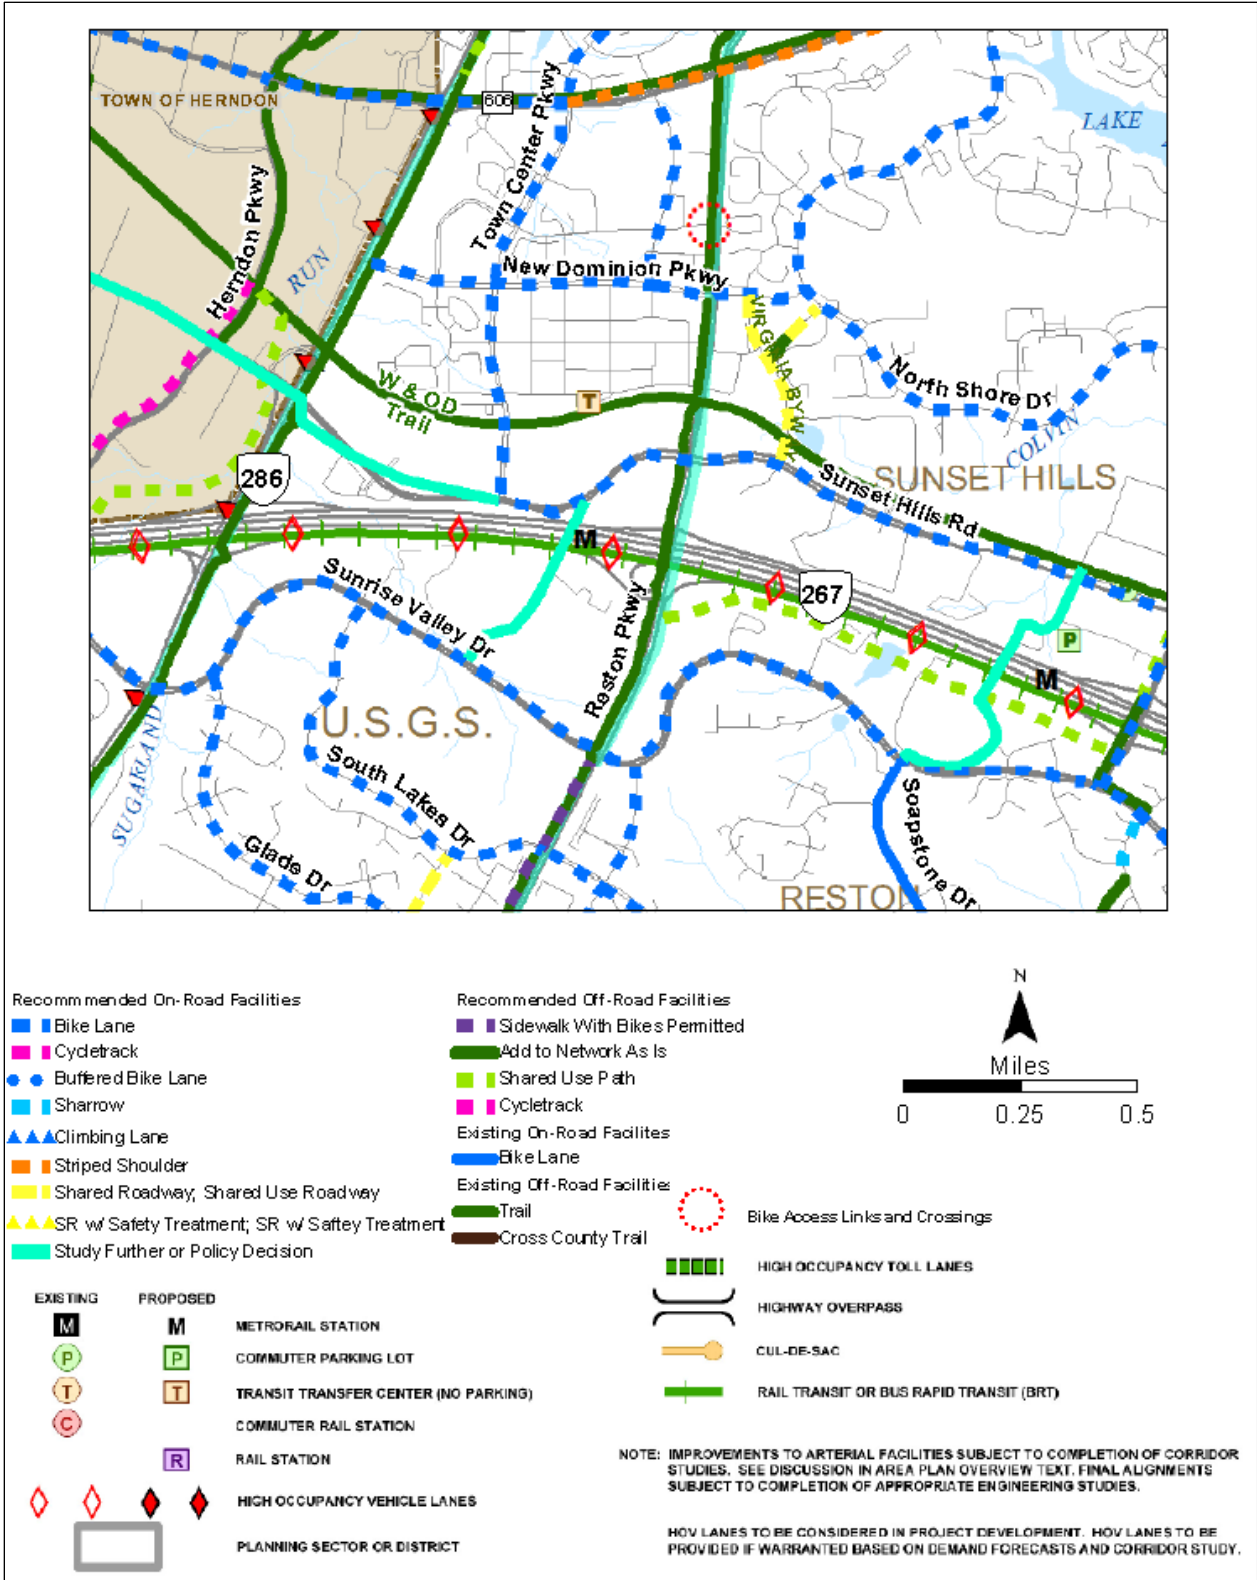 LAKE
606
TOWN OF HERNDON
Town Center Pkwy
Herndon Pkwy
RUN
New Dominion Pkwy
VIRGINIA BYW
North Shore Dr
W & OD
Trail
T
COLVIN
SUNSET HILLS
Sunset Hills Rd
286
M
267
Sunrise Valley Dr
Reston Pkwy
P
M
U.S.G.S.
SUGARLAND
South Lakes Dr
Soapstone Dr
Glade Dr
RESTON
Recommmended On-Road Facilities
Bike Lane
Cycletrack
Buffered Bike Lane
Sharrow
Climbing Lane
Striped Shoulder
Shared Roadway; Shared Use Roadway
SR w/ Safety Treatment; SR w/ Saftey Treatment
Study Further or Policy Decision
Recommended Off-Road Facilities
Sidewalk With Bikes Permitted
Add to Network As Is
Shared Use Path
Cycletrack
Existing On-Road Facilites
Bike Lane
Existing Off-Road Facilities
Trail
Cross County Trail
N
Miles
0 0.25 0.5
Bike Access Links and Crossings
HIGH OCCUPANCY TOLL LANES
HIGHWAY OVERPASS
CUL-DE-SAC
RAIL TRANSIT OR BUS RAPID TRANSIT (BRT)
EXISTING PROPOSED
M M METRORAIL STATION
P P COMMUTER PARKING LOT
T T TRANSIT TRANSFER CENTER (NO PARKING)
C COMMUTER RAIL STATION
R RAIL STATION
HIGH OCCUPANCY VEHICLE LANES
PLANNING SECTOR OR DISTRICT
NOTE: IMPROVEMENTS TO ARTERIAL FACILITIES SUBJECT TO COMPLETION OF CORRIDOR
STUDIES. SEE DISCUSSION IN AREA PLAN OVERVIEW TEXT. FINAL ALIGNMENTS
SUBJECT TO COMPLETION OF APPROPRIATE ENGINEERING STUDIES.
HOV LANES TO BE CONSIDERED IN PROJECT DEVELOPMENT. HOV LANES TO BE
PROVIDED IF WARRANTED BASED ON DEMAND FORECASTS AND CORRIDOR STUDY.